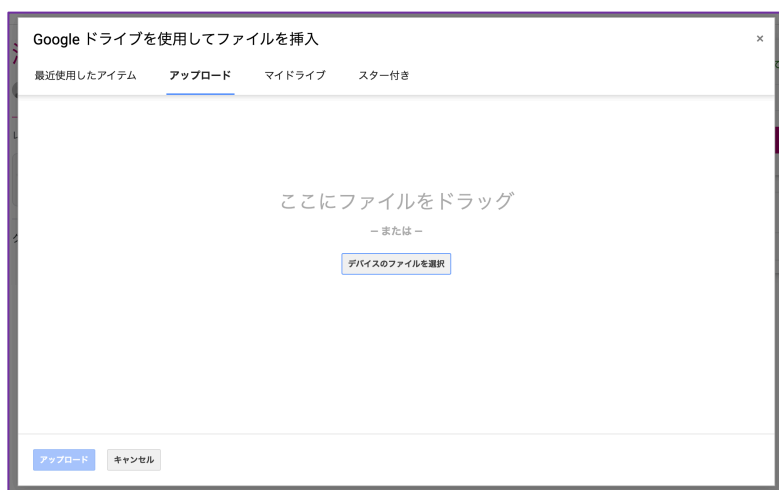 Google ドライブを使用してファイルを挿入
×
最近使用したアイテム アップロード マイドライブ スター付き
ここにファイルをドラッグ
– または –
デバイスのファイルを選択
アップロード キャンセル